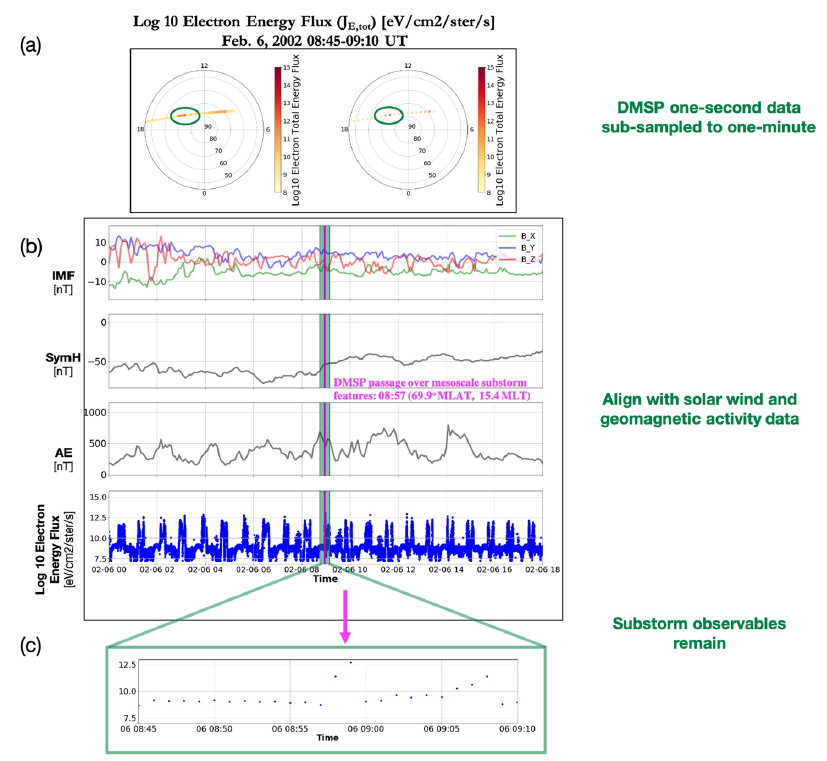 Log 10 Electron Energy Flux (JE,tot) [eV/cm2/ster/s]
Feb. 6, 2002 08:45-09:10 UT
(a)
12
18
6
0
90
80
70
60
50
15
14
13
12
11
10
9
8
Log10 Electron Total Energy Flux
12
18
6
0
90
80
70
60
50
15
14
13
12
11
10
9
8
Log10 Electron Total Energy Flux
DMSP one-second data
sub-sampled to one-minute
(b)
IMF
[nT]
10
0
−10
B_X
B_Y
B_Z
SymH
[nT]
0
−50
DMSP passage over mesoscale substorm
features: 08:57 (69.9° MLAT, 15.4 MLT)
Align with solar wind and
geomagnetic activity data
AE
[nT]
1000
500
0
Log 10 Electron
Energy Flux
[eV/cm2/ster/s]
15.0
12.5
10.0
7.5
02-06 00 02-06 02 02-06 04 02-06 06 02-06 08 02-06 10 02-06 12 02-06 14 02-06 16 02-06 18
Time
Substorm observables
remain
(c)
12.5
10.0
7.5
06 08:45 06 08:50 06 08:55 06 09:00 06 09:05 06 09:10
Time